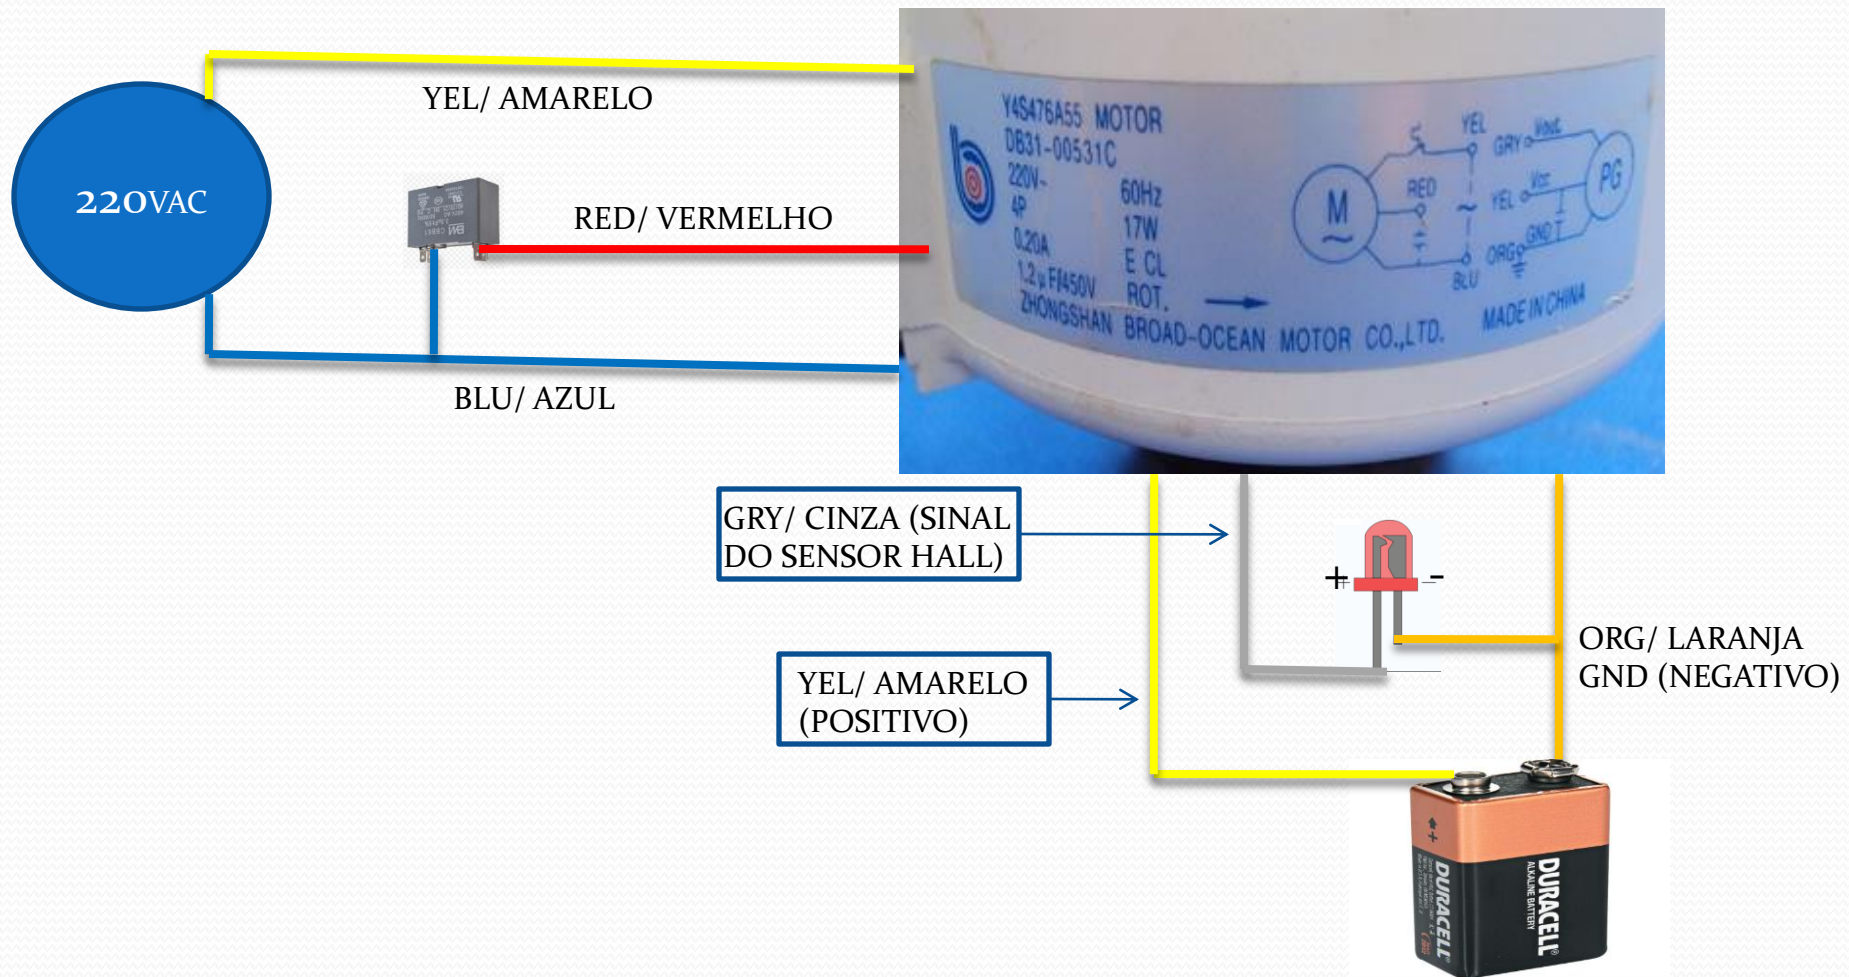 YEL/ AMARELO
220VAC
RED/ VERMELHO
BLU/ AZUL
Y4S476A55 MOTOR
DB31-00531C
220V~ 60Hz
4P 17W
0.20A E CL
1.2μF/450V ROT.
ZHONGSHAN BROAD-OCEAN MOTOR CO.,LTD. MADE IN CHINA
M
YEL
RED
BLU
GRY Vout
YEL Vcc
ORG GND
PG
GRY/ CINZA (SINAL
DO SENSOR HALL)
+ -
YEL/ AMARELO
(POSITIVO)
ORG/ LARANJA
GND (NEGATIVO)
+
DURACELL
ALKALINE BATTERY
DURACELL